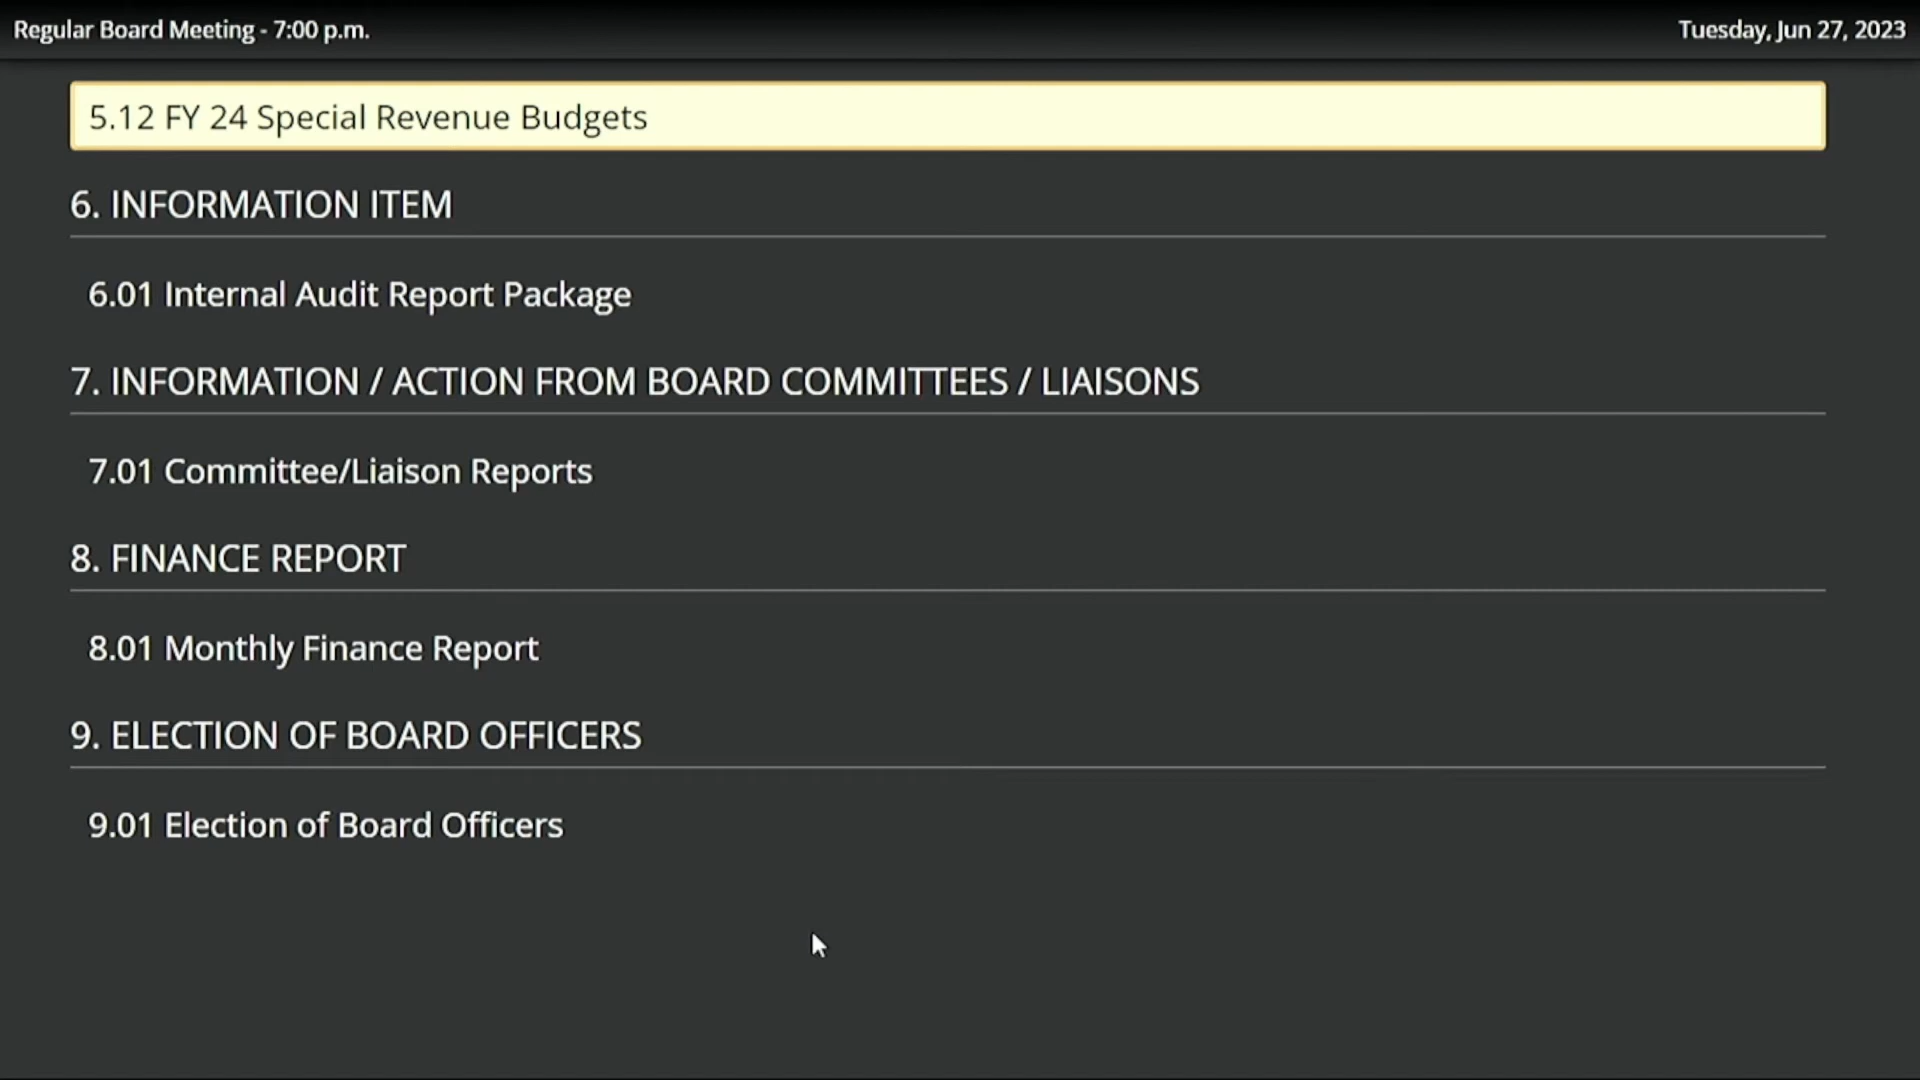 Regular Board Meeting - 7:00 p.m.
Tuesday, Jun 27, 2023
5.12 FY 24 Special Revenue Budgets
6. INFORMATION ITEM
6.01 Internal Audit Report Package
7. INFORMATION / ACTION FROM BOARD COMMITTEES / LIAISONS
7.01 Committee/Liaison Reports
8. FINANCE REPORT
8.01 Monthly Finance Report
9. ELECTION OF BOARD OFFICERS
9.01 Election of Board Officers